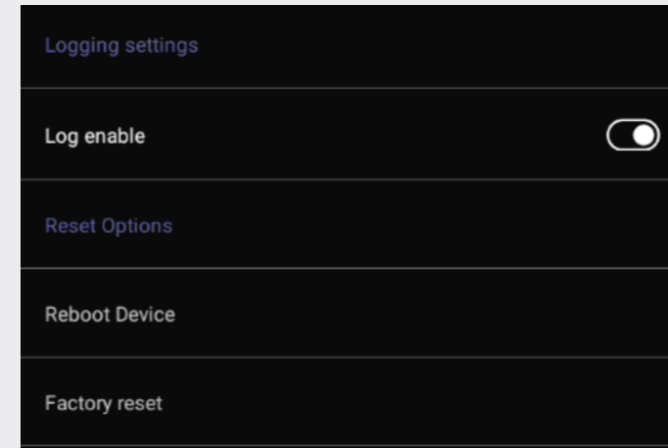 Logging settings
Log enable
Reset Options
Reboot Device
Factory reset